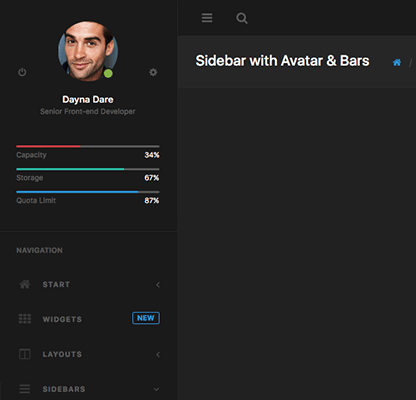 Sidebar with Avatar & Bars
/
Dayna Dare
Senior Front-end Developer
Capacity 34%
Storage 67%
Quota Limit 87%
NAVIGATION
START
WIDGETS NEW
LAYOUTS
SIDEBARS